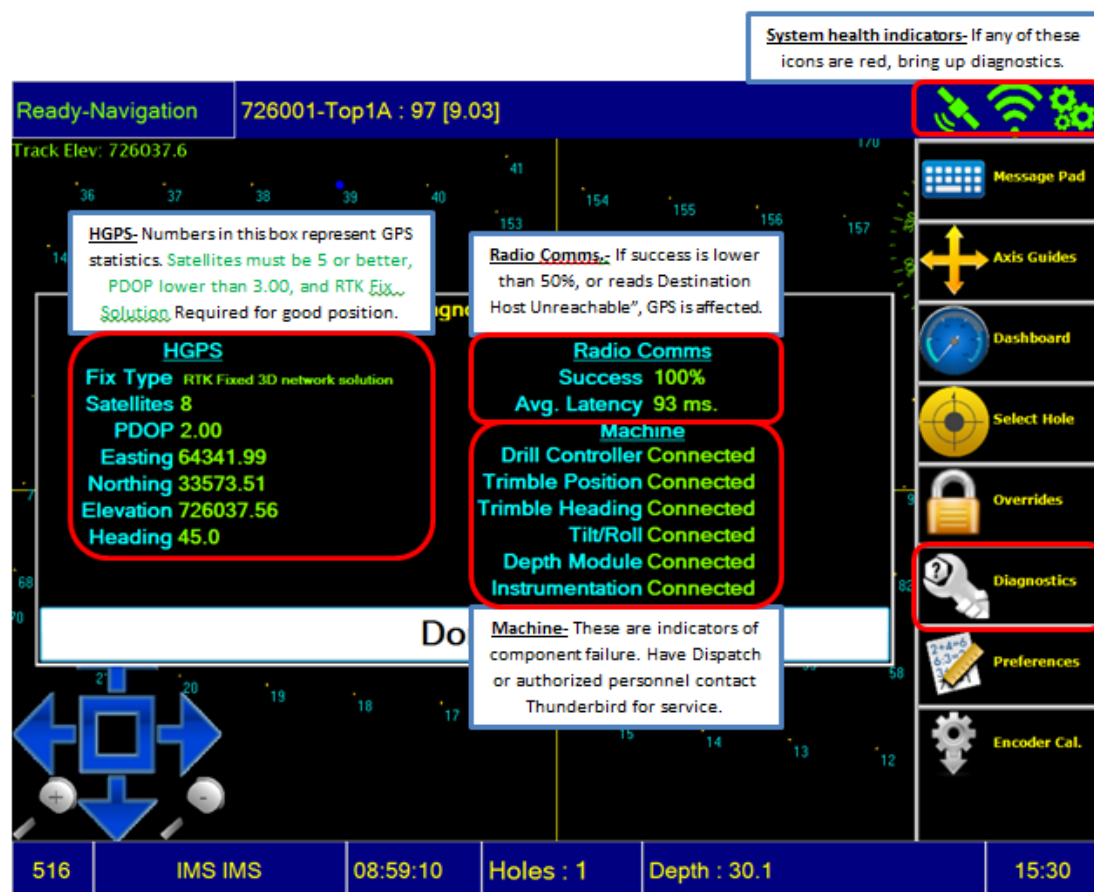 System health indicators- If any of these
icons are red, bring up diagnostics.
Ready-Navigation
726001-Top1A : 97 [9.03]
Track Elev: 726037.6
170
41
36
37
38
39
40
154
155
156
157
153
14
HGPS- Numbers in this box represent GPS
statistics. Satellites must be 5 or better,
PDOP lower than 3.00, and RTK Fix
Solution Required for good position.
Radio Comms.- If success is lower
than 50%, or reads Destination
Host Unreachable", GPS is affected.
HGPS
Fix Type RTK Fixed 3D network solution
Satellites 8
PDOP 2.00
Easting 64341.99
Northing 33573.51
Elevation 726037.56
Heading 45.0
Radio Comms
Success 100%
Avg. Latency 93 ms.
Machine
Drill Controller Connected
Trimble Position Connected
Trimble Heading Connected
Tilt/Roll Connected
Depth Module Connected
Instrumentation Connected
68
82
Machine- These are indicators of
component failure. Have Dispatch
or authorized personnel contact
Thunderbird for service.
58
20
19
18
17
15
14
13
12
Message Pad
Axis Guides
Dashboard
Select Hole
Overrides
Diagnostics
Preferences
Encoder Cal.
516
IMS IMS
08:59:10
Holes : 1
Depth : 30.1
15:30